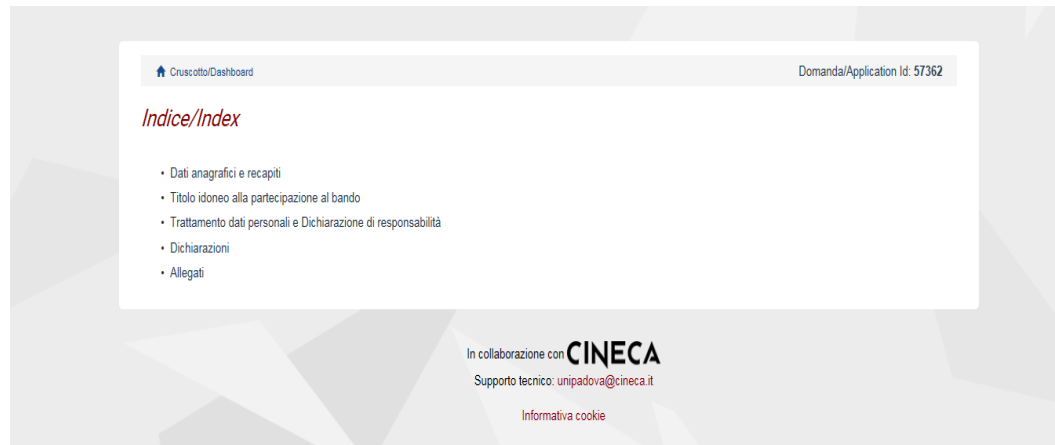 Cruscotto/Dashboard Domanda/Application Id: 57362
Indice/Index
• Dati anagrafici e recapiti
• Titolo idoneo alla partecipazione al bando
• Trattamento dati personali e Dichiarazione di responsabilità
• Dichiarazioni
• Allegati
In collaborazione con CINECA
Supporto tecnico: unipadova@cineca.it
Informativa cookie